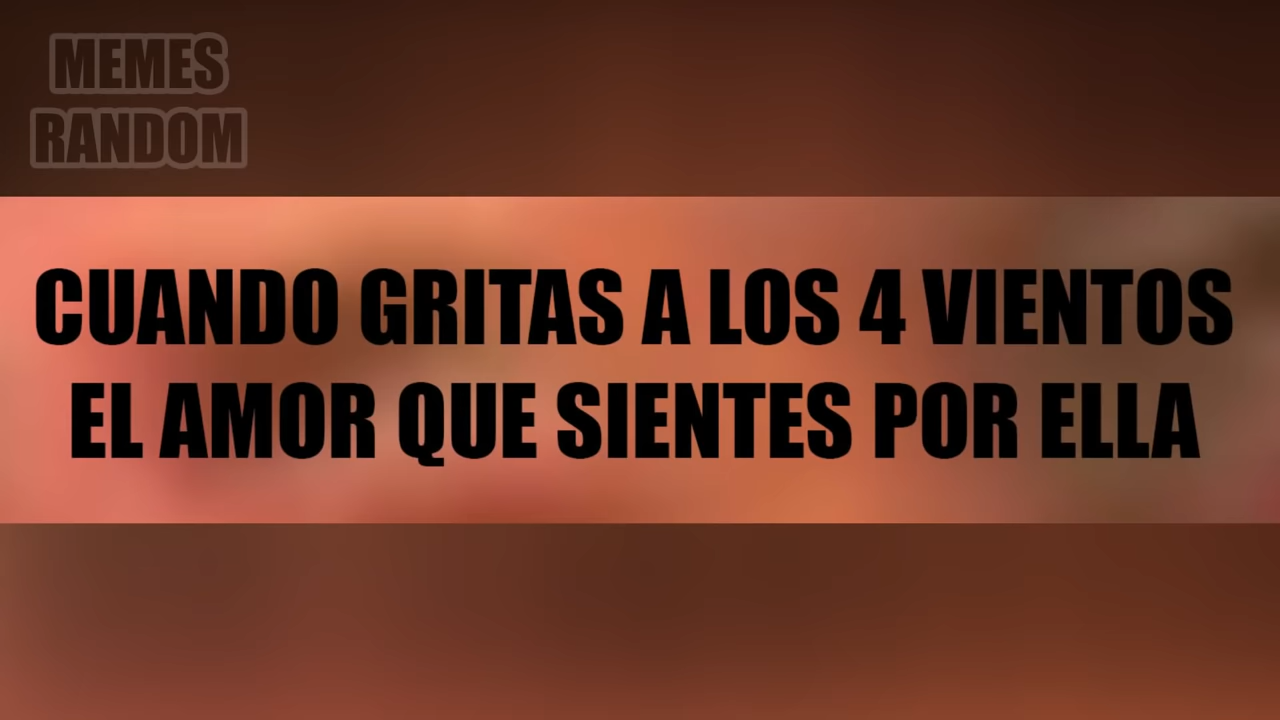 MEMES
RANDOM
CUANDO GRITAS A LOS 4 VIENTOS
EL AMOR QUE SIENTES POR ELLA